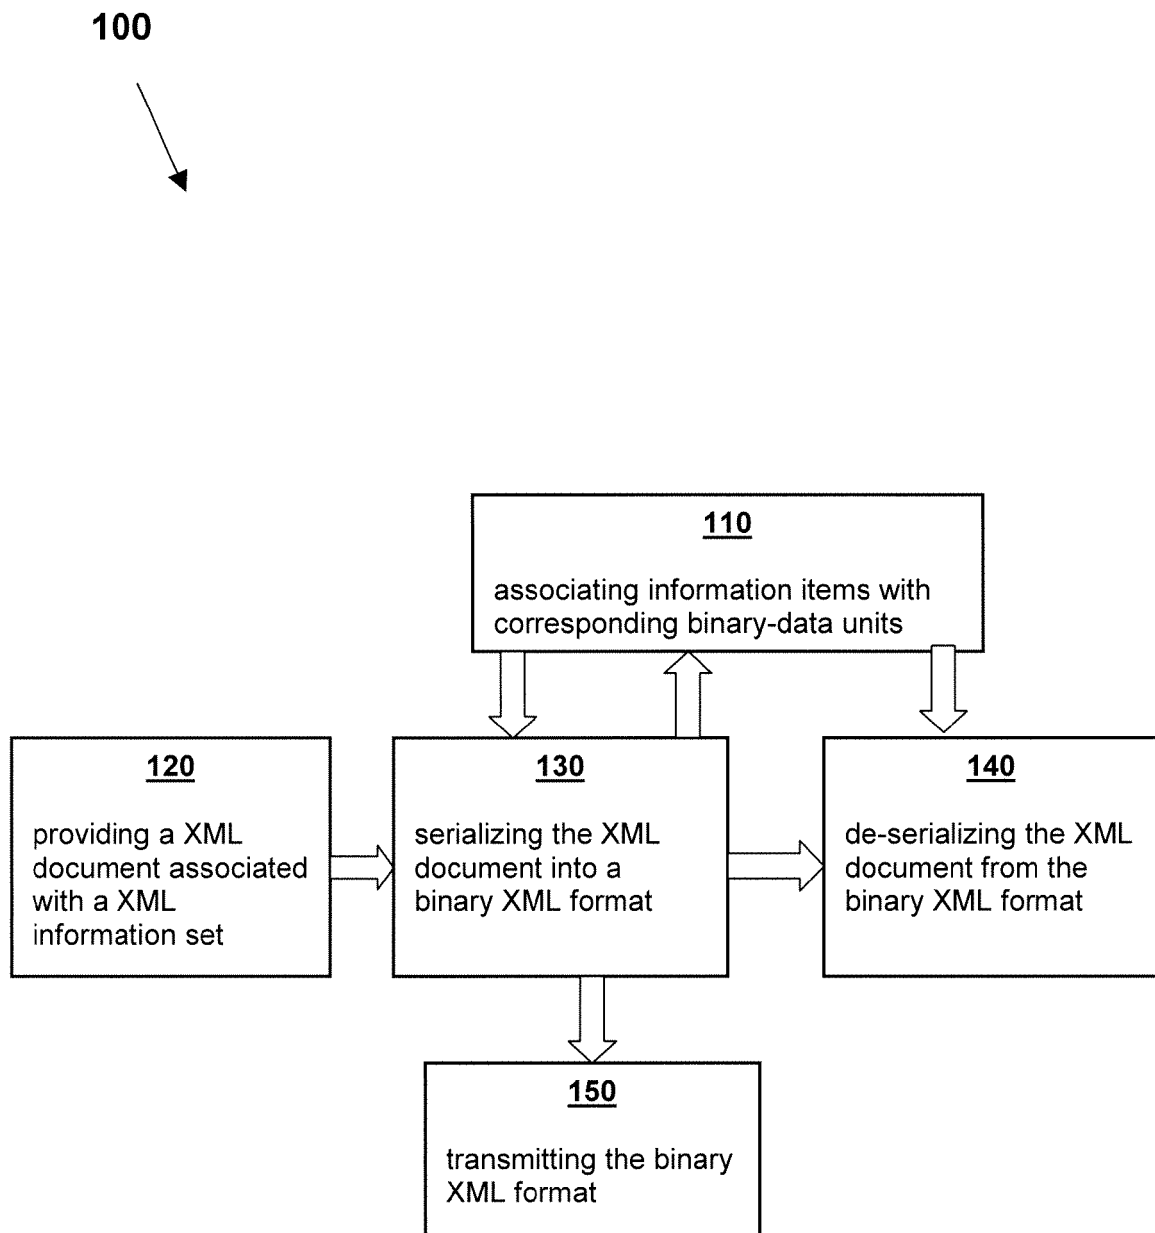 100
110
associating information items with
corresponding binary-data units
120
providing a XML
document associated
with a XML
information set
130
serializing the XML
document into a
binary XML format
140
de-serializing the XML
document from the
binary XML format
150
transmitting the binary
XML format